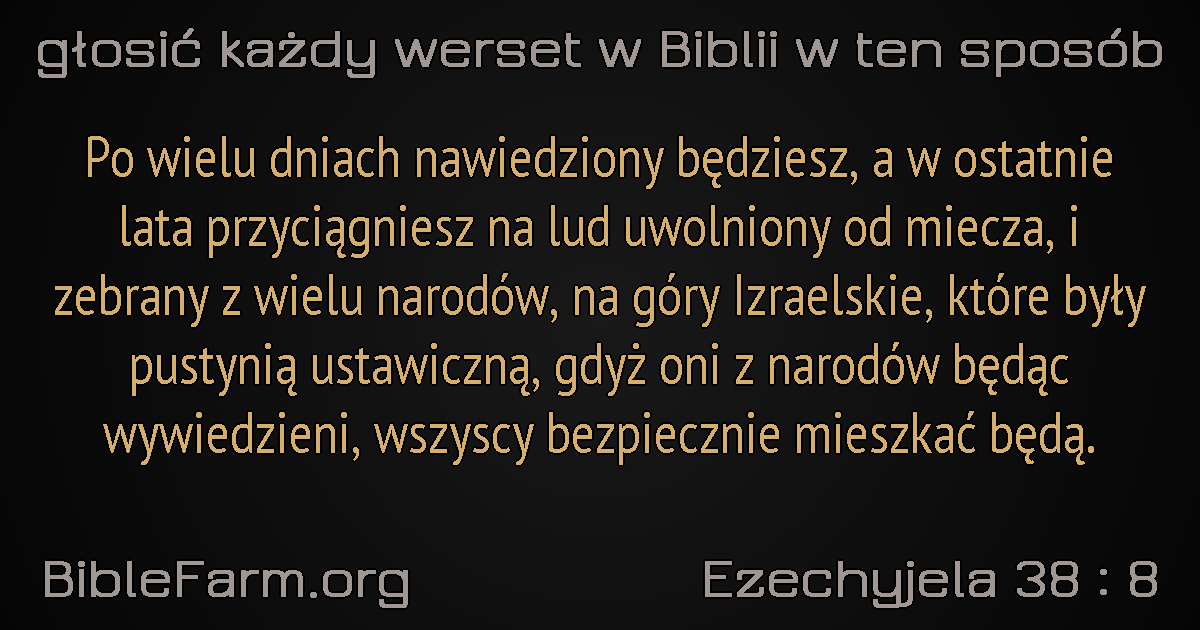 głosić każdy werset w Biblii w ten sposób
Po wielu dniach nawiedziony będziesz, a w ostatnie
lata przyciągniesz na lud uwolniony od miecza, i
zebrany z wielu narodów, na góry Izraelskie, które były
pustynią ustawiczną, gdyż oni z narodów będąc
wywiedzieni, wszyscy bezpiecznie mieszkać będą.
BibleFarm.org
Ezechyjela 38 : 8